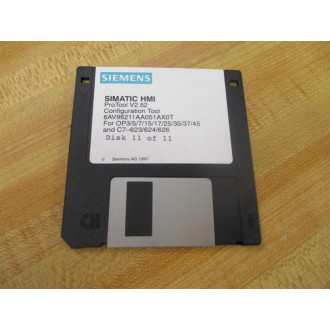 SIEMENS
SIMATIC HMI
ProTool V2.52
Configuration Tool
6AV96211AA051AX0T
For OP3/5/7/15/17/25/35/37/45
and C7-623/624/626
Disk 11 of 11
© Siemens AG 1997